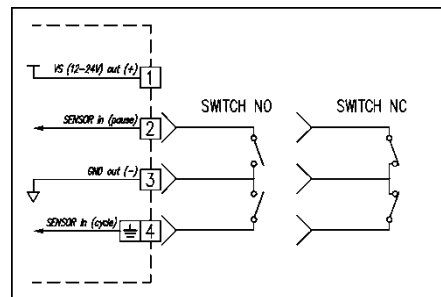 VS (12-24V) out (+)
1
SENSOR in (pause)
2
SWITCH NO
SWITCH NC
GND out (-)
3
SENSOR in (cycle)
4